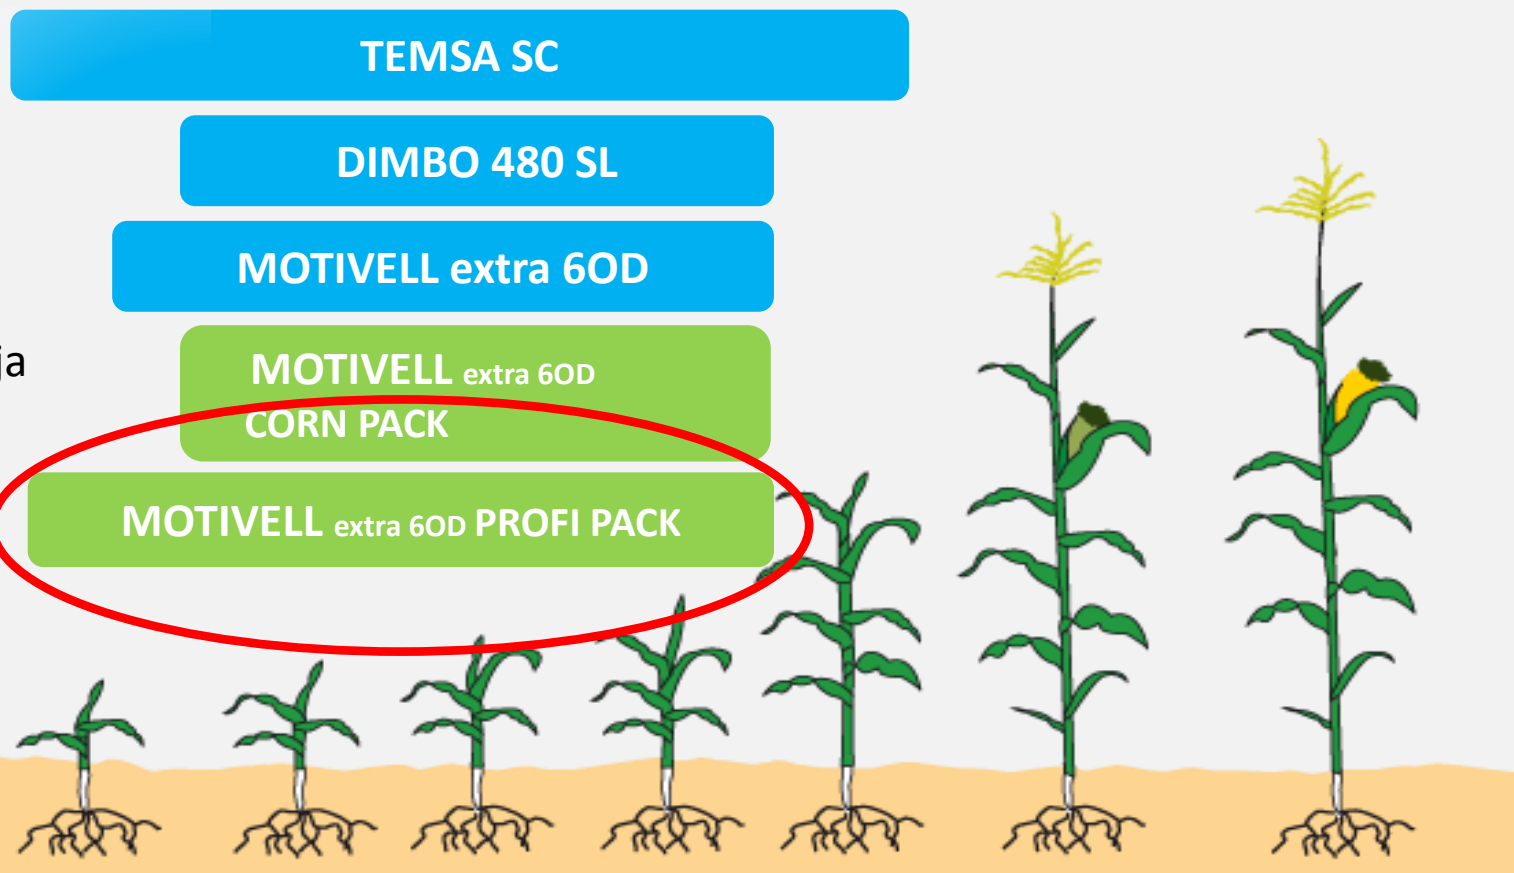 TEMSA SC
DIMBO 480 SL
MOTIVELL extra 6OD
ja
MOTIVELL extra 6OD
CORN PACK
MOTIVELL extra 6OD PROFI PACK